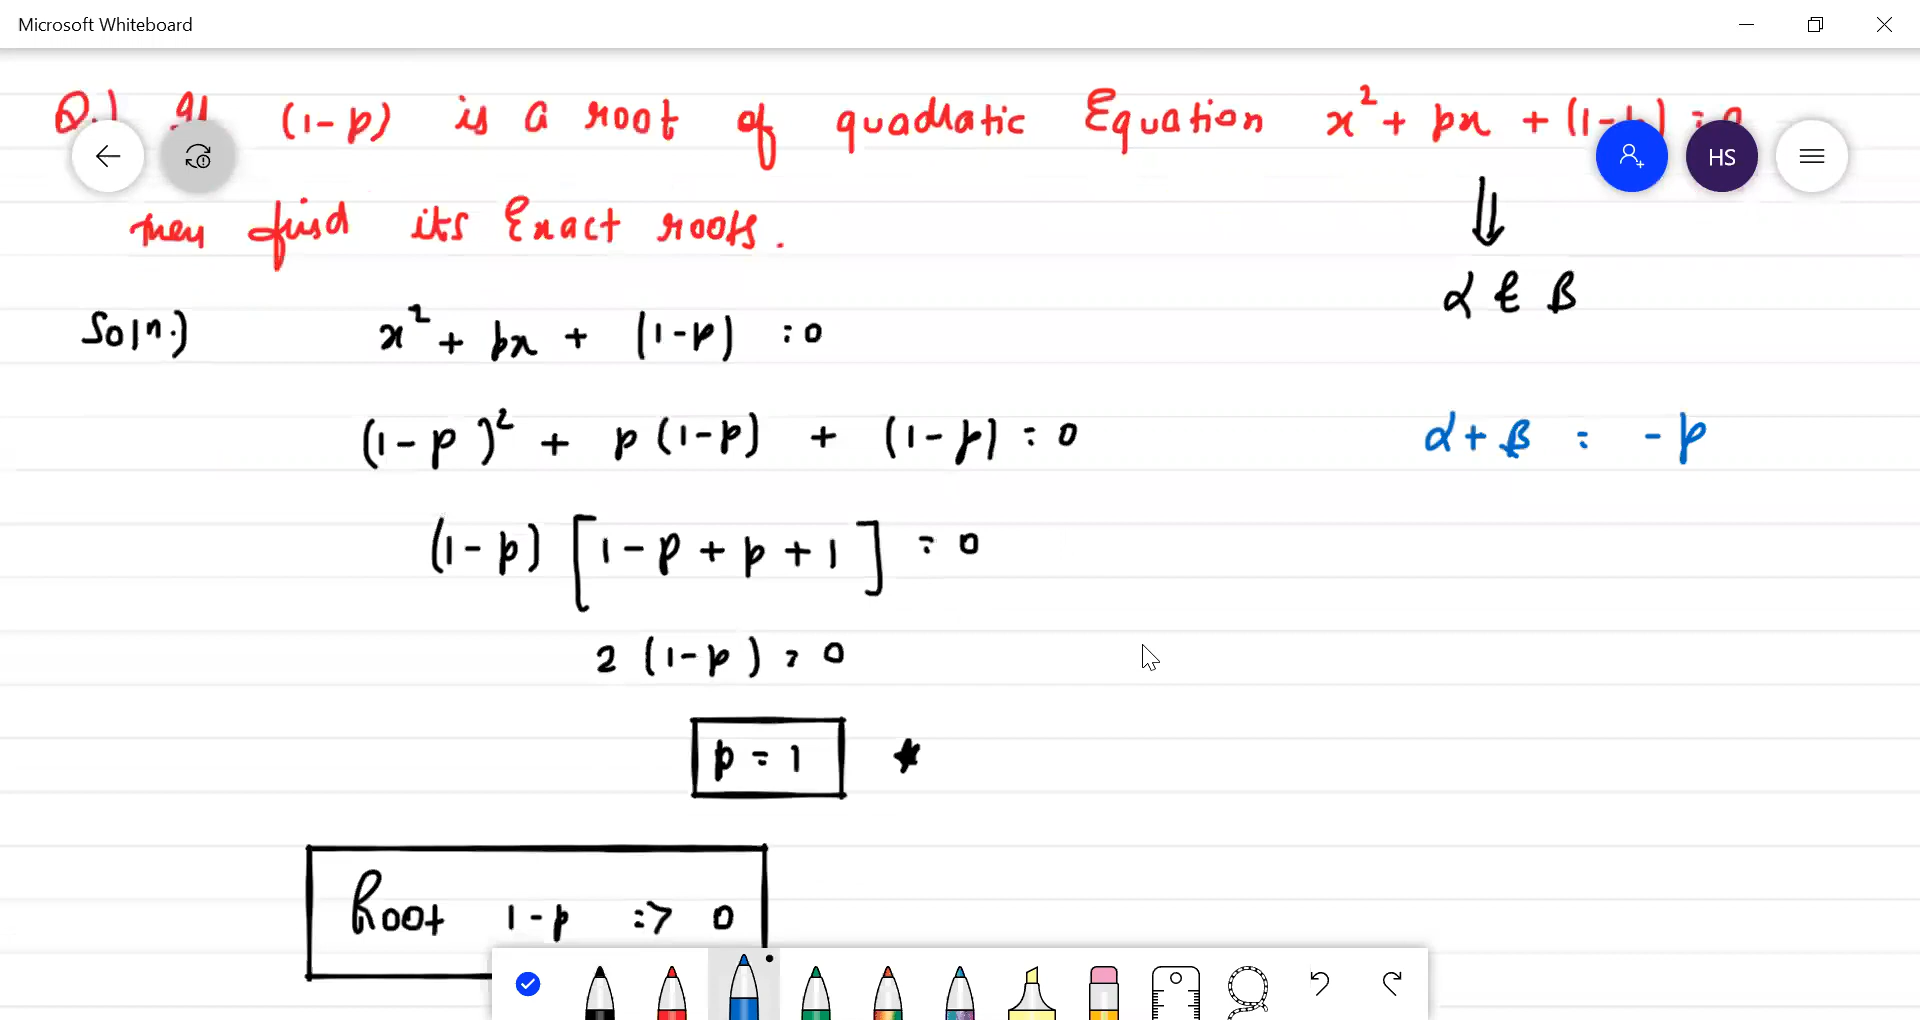 Microsoft Whiteboard
Q.1 If (1-p) is a root of quadratic Equation x² + px + (1-p) = 0
HS
then find its Exact roots.
α & β
Soln.) x² + px + (1-p) = 0
(1-p)² + p(1-p) + (1-p) = 0
α + β = -p
(1-p) [1-p+p+1] = 0
2(1-p) = 0
p = 1 ★
Root 1-p => 0